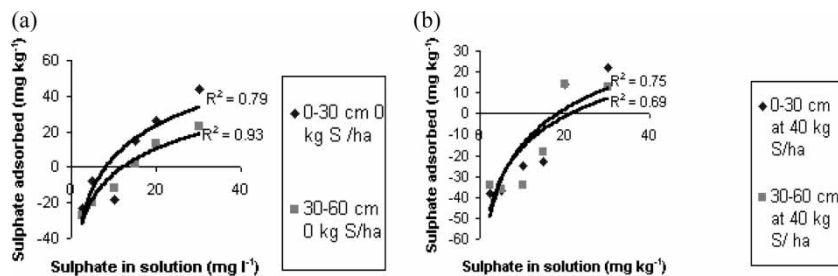 (a)
Sulphate adsorbed (mg kg-1)
60
40
20
0
-20
-40
0
20
40
R2 = 0.79
R2 = 0.93
Sulphate in solution (mg l-1)
0-30 cm 0
kg S /ha
30-60 cm
0 kg S/ha
(b)
Sulphate adsorbed (mg kg-1)
30
20
10
0
-10
-20
-30
-40
-50
-60
0
20
40
R2 = 0.75
R2 = 0.69
Sulphate in solution (mg kg-1)
0-30 cm
at 40 kg
S/ha
30-60 cm
at 40 kg
S/ ha